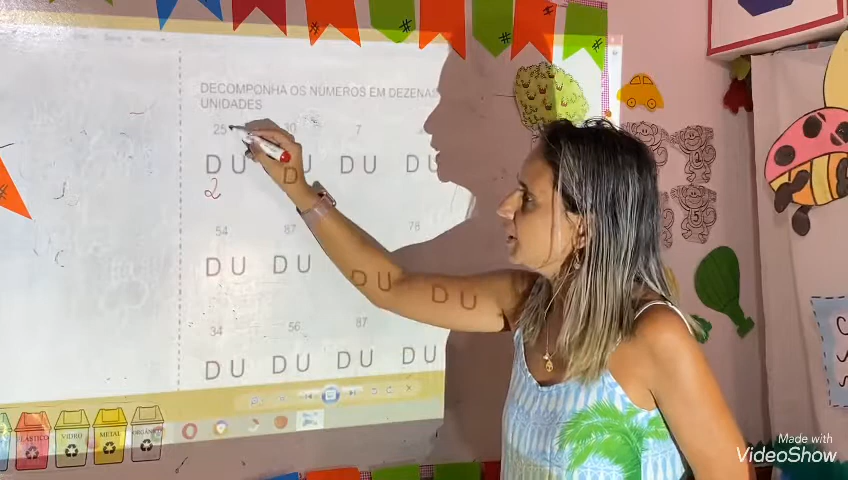 DECOMPONHA OS NÚMEROS EM DEZENAS
UNIDADES
25 30 7
D U D U D U D U
2
54 87 78
D U D U D U D U
34 56 87
D U D U D U D U
PLÁSTICO VIDRO METAL ORGÂNICO
Made with
VideoShow